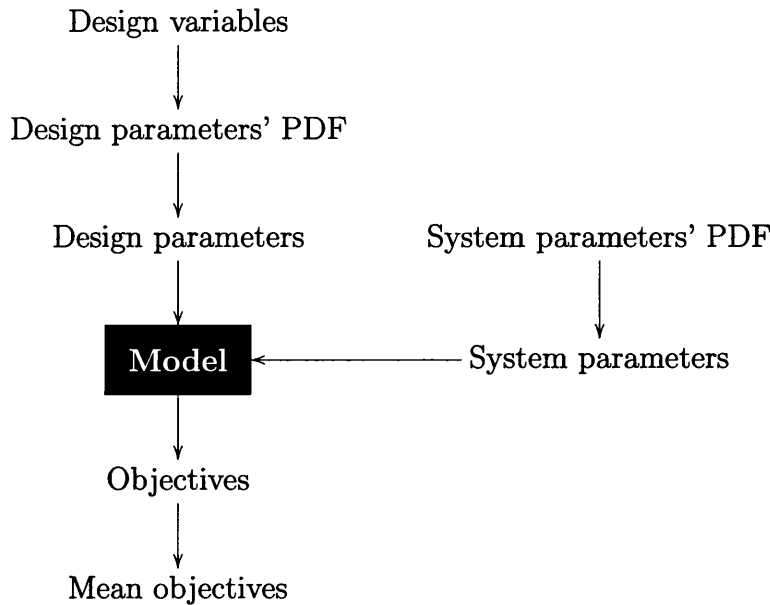 Design variables
Design parameters' PDF
Design parameters
System parameters' PDF
Model
System parameters
Objectives
Mean objectives